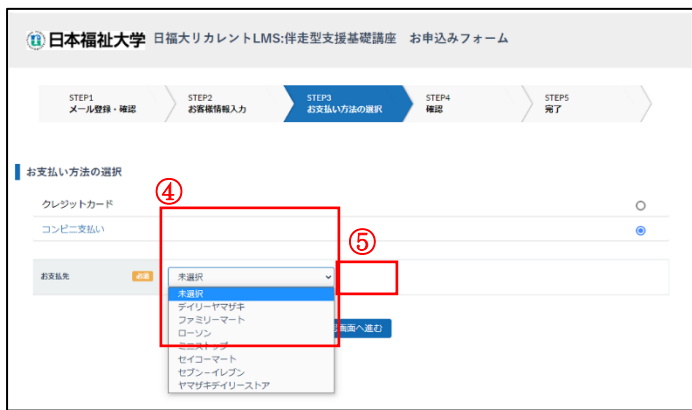 日本福祉大学 日福大リカレントLMS:伴走型支援基礎講座 お申込みフォーム
STEP1
メール登録・確認
STEP2
お客様情報入力
STEP3
お支払い方法の選択
STEP4
確認
STEP5
完了
お支払い方法の選択
④
クレジットカード
コンビニ支払い
⑤
お支払先 必須 未選択
未選択
デイリーヤマザキ
ファミリーマート
ローソン
画面へ進む
ミニストップ
セイコーマート
セブン－イレブン
ヤマザキデイリーストア